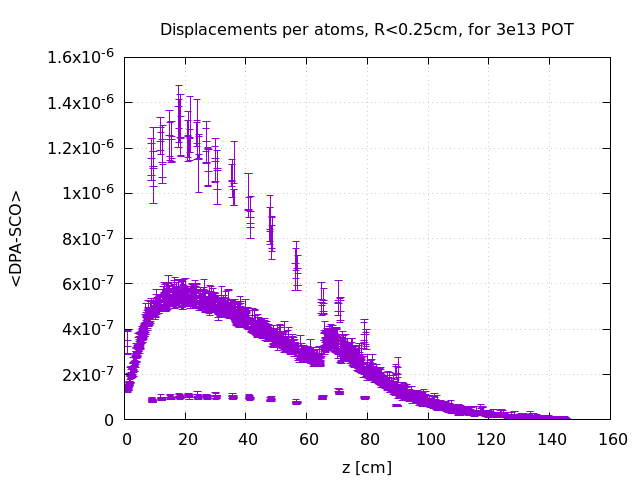 Displacements per atoms, R<0.25cm, for 3e13 POT
<DPA-SCO>
1.6x10⁻⁶
1.4x10⁻⁶
1.2x10⁻⁶
1x10⁻⁶
8x10⁻⁷
6x10⁻⁷
4x10⁻⁷
2x10⁻⁷
0
0 20 40 60 80 100 120 140 160
z [cm]